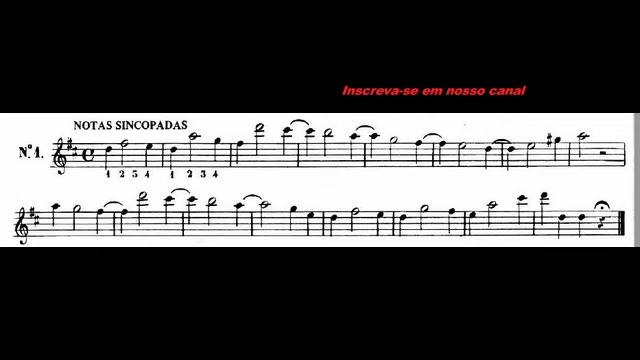 Inscreva-se em nosso canal
NOTAS SINCOPADAS
Nº 1.
1 2 3 4 1 2 3 4